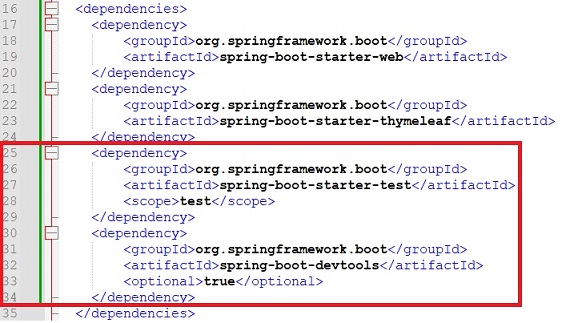 16 <dependencies>
17 <dependency>
18 <groupId>org.springframework.boot</groupId>
19 <artifactId>spring-boot-starter-web</artifactId>
20 </dependency>
21 <dependency>
22 <groupId>org.springframework.boot</groupId>
23 <artifactId>spring-boot-starter-thymeleaf</artifactId>
24 </dependency>
25 <dependency>
26 <groupId>org.springframework.boot</groupId>
27 <artifactId>spring-boot-starter-test</artifactId>
28 <scope>test</scope>
29 </dependency>
30 <dependency>
31 <groupId>org.springframework.boot</groupId>
32 <artifactId>spring-boot-devtools</artifactId>
33 <optional>true</optional>
34 </dependency>
35 </dependencies>